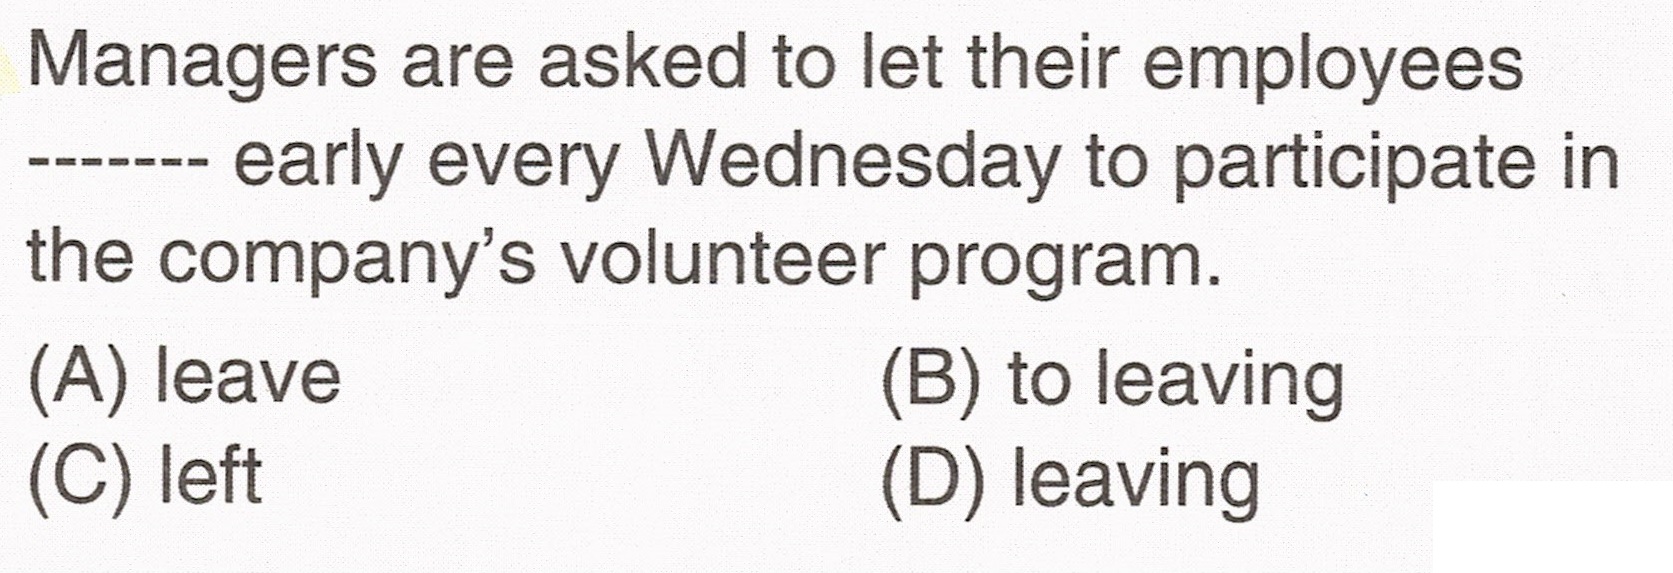 Managers are asked to let their employees
------- early every Wednesday to participate in
the company's volunteer program.
(A) leave (B) to leaving
(C) left (D) leaving